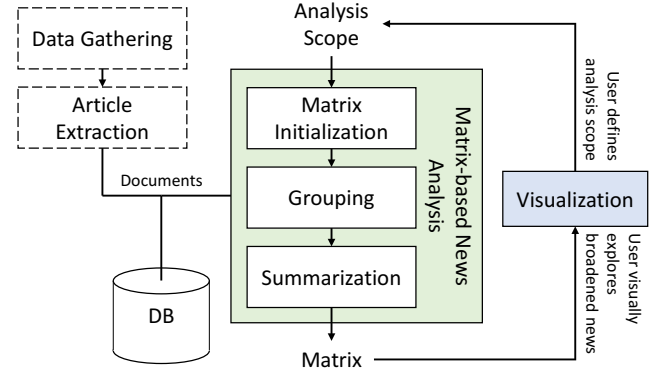 Data Gathering
Article
Extraction
Documents
DB
Analysis
Scope
Matrix
Initialization
Grouping
Summarization
Matrix-based News
Analysis
Matrix
User defines
analysis scope
Visualization
User visually
explores
broadened news